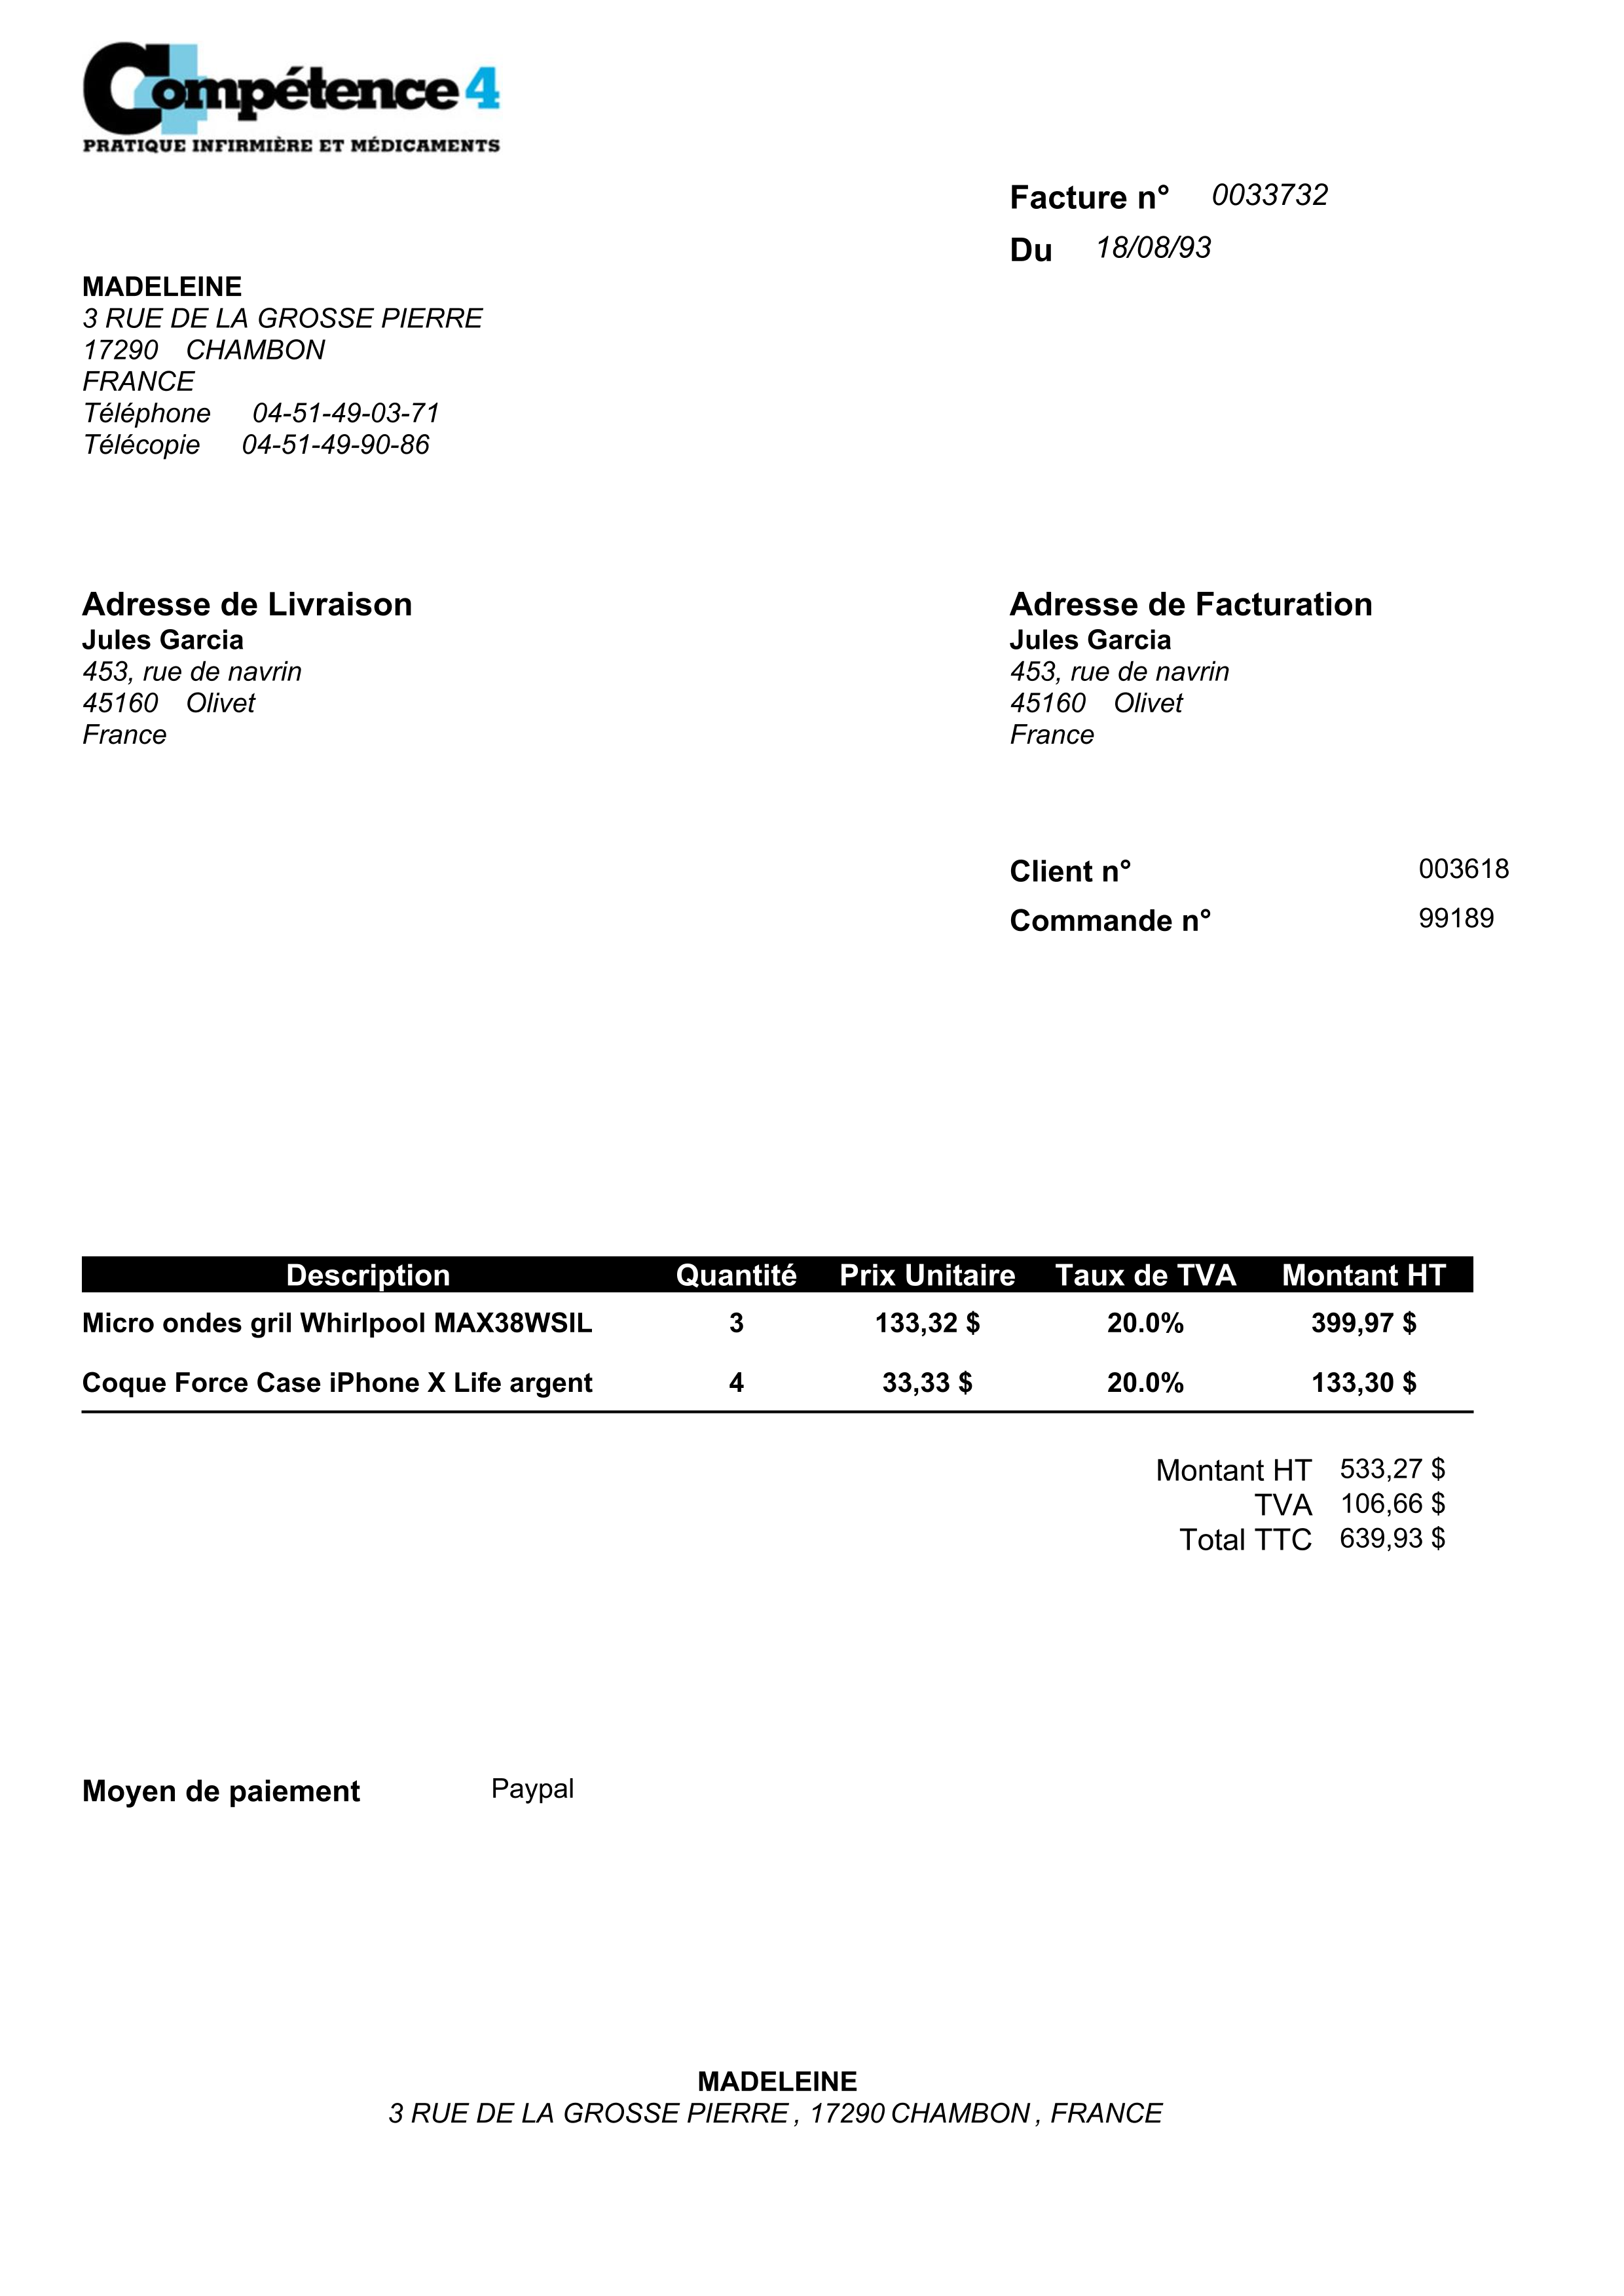 Compétence 4
PRATIQUE INFIRMIÈRE ET MÉDICAMENTS
Facture n° 0033732
Du 18/08/93
MADELEINE
3 RUE DE LA GROSSE PIERRE
17290 CHAMBON
FRANCE
Téléphone 04-51-49-03-71
Télécopie 04-51-49-90-86
Adresse de Livraison
Jules Garcia
453, rue de navrin
45160 Olivet
France
Adresse de Facturation
Jules Garcia
453, rue de navrin
45160 Olivet
France
Client n° 003618
Commande n° 99189
Description Quantité Prix Unitaire Taux de TVA Montant HT
Micro ondes gril Whirlpool MAX38WSIL 3 133,32 $ 20.0% 399,97 $
Coque Force Case iPhone X Life argent 4 33,33 $ 20.0% 133,30 $
Montant HT 533,27 $
TVA 106,66 $
Total TTC 639,93 $
Moyen de paiement Paypal
MADELEINE
3 RUE DE LA GROSSE PIERRE , 17290 CHAMBON , FRANCE